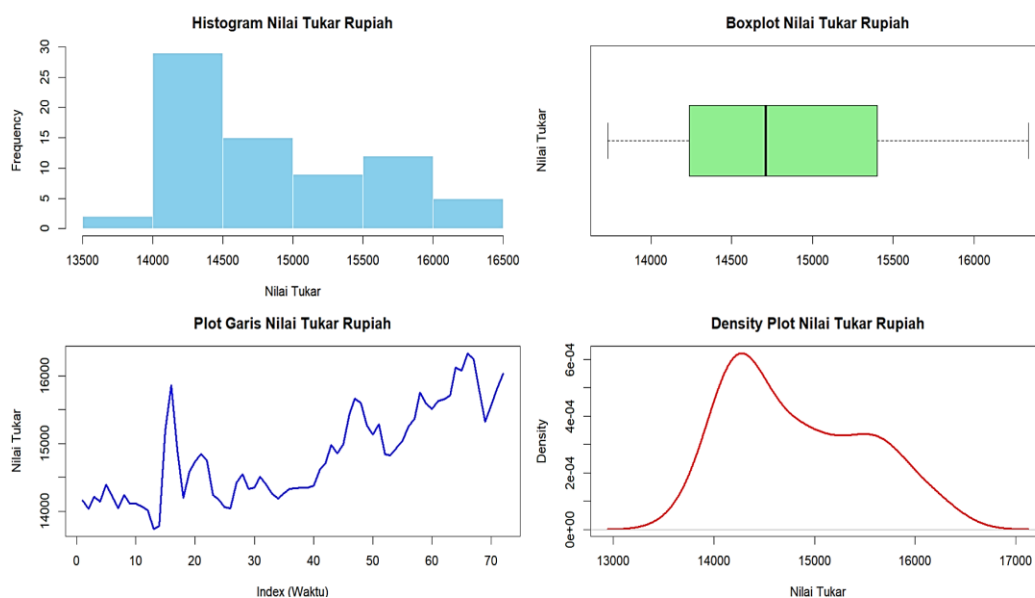 Histogram Nilai Tukar Rupiah
Frequency
0 5 10 15 20 25 30
13500 14000 14500 15000 15500 16000 16500
Nilai Tukar
Boxplot Nilai Tukar Rupiah
Nilai Tukar
14000 14500 15000 15500 16000
Plot Garis Nilai Tukar Rupiah
Nilai Tukar
14000 15000 16000
0 10 20 30 40 50 60 70
Index (Waktu)
Density Plot Nilai Tukar Rupiah
Density
0e+00 2e-04 4e-04 6e-04
13000 14000 15000 16000 17000
Nilai Tukar